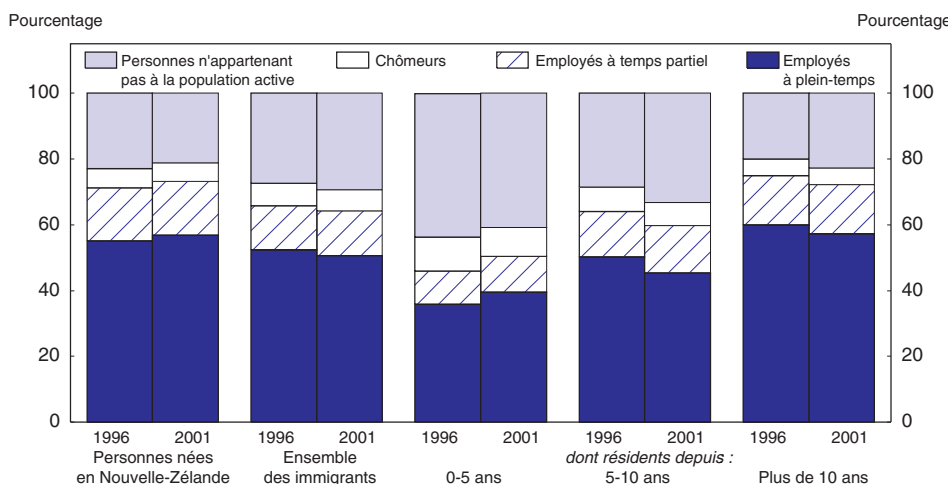 Pourcentage Pourcentage
Personnes n'appartenant
pas à la population active
Chômeurs
Employés à temps partiel
Employés
à plein-temps
100 100
80 80
60 60
40 40
20 20
0 0
1996 2001 1996 2001 1996 2001 1996 2001 1996 2001
Personnes nées Ensemble dont résidents depuis :
en Nouvelle-Zélande des immigrants 0-5 ans 5-10 ans Plus de 10 ans